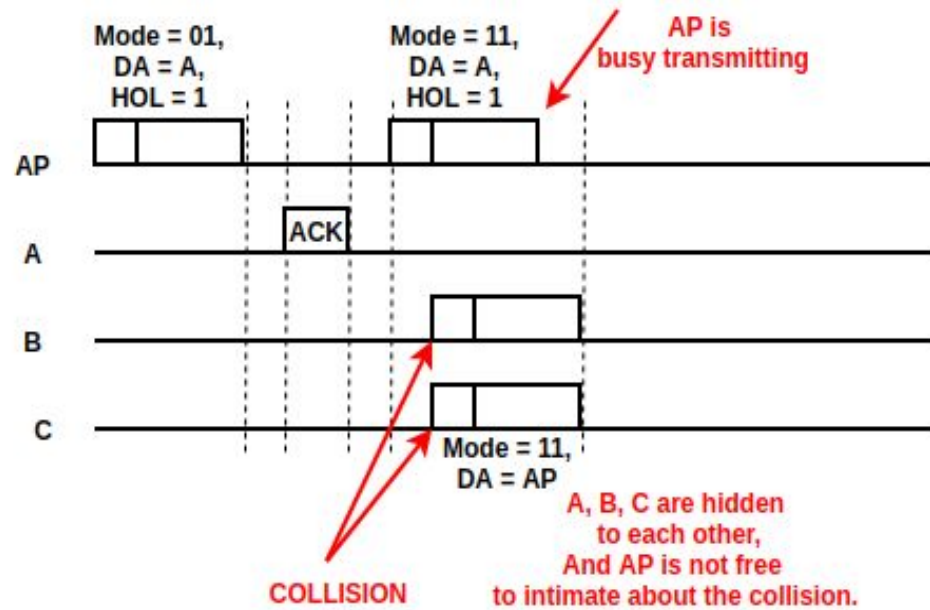 Mode = 01,
DA = A,
HOL = 1
Mode = 11,
DA = A,
HOL = 1
AP is
busy transmitting
AP
A
ACK
B
C
Mode = 11,
DA = AP
COLLISION
A, B, C are hidden
to each other,
And AP is not free
to intimate about the collision.